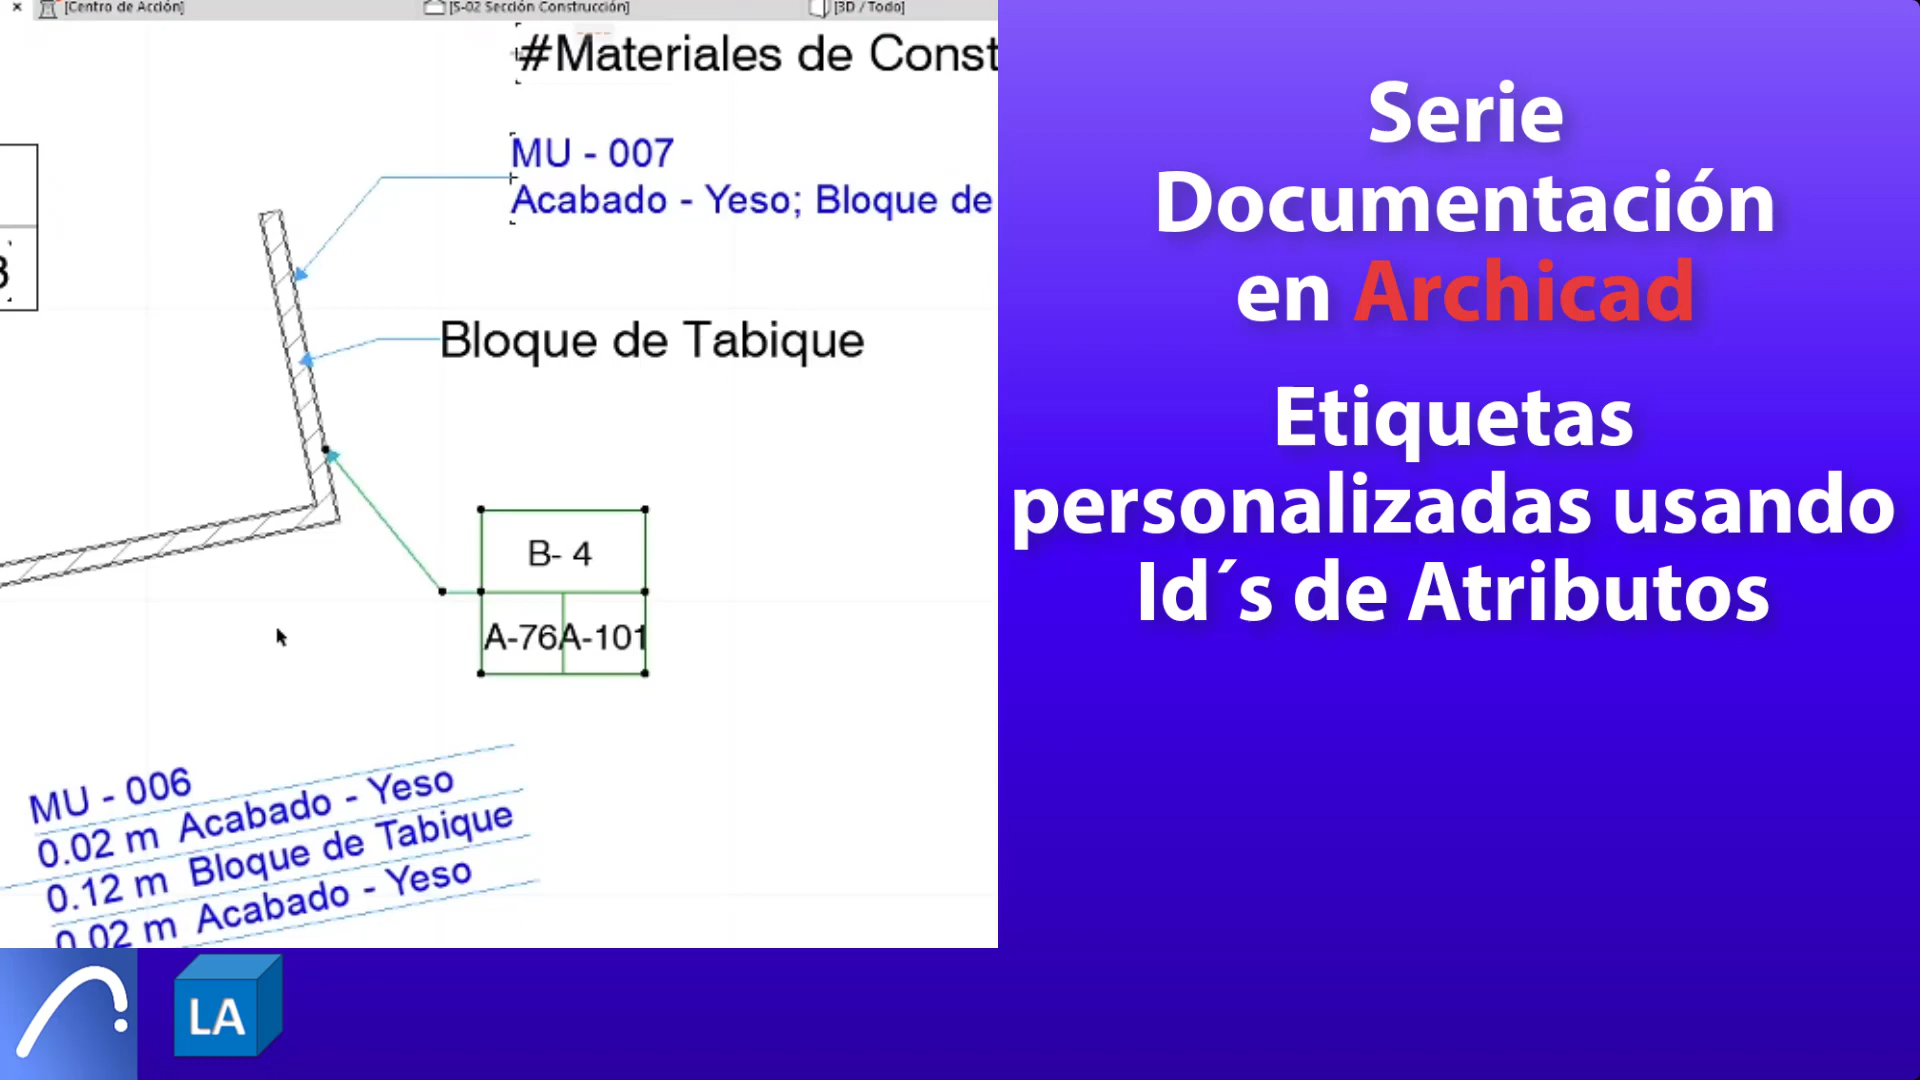 [Centro de Acción]
[S-02 Sección Construcción]
[3D / Todo]
#Materiales de Const
MU - 007
Acabado - Yeso; Bloque de
Bloque de Tabique
B- 4
A-76
A-101
MU - 006
0.02 m Acabado - Yeso
0.12 m Bloque de Tabique
0.02 m Acabado - Yeso
LA
Serie
Documentación
en Archicad
Etiquetas
personalizadas usando
Id´s de Atributos